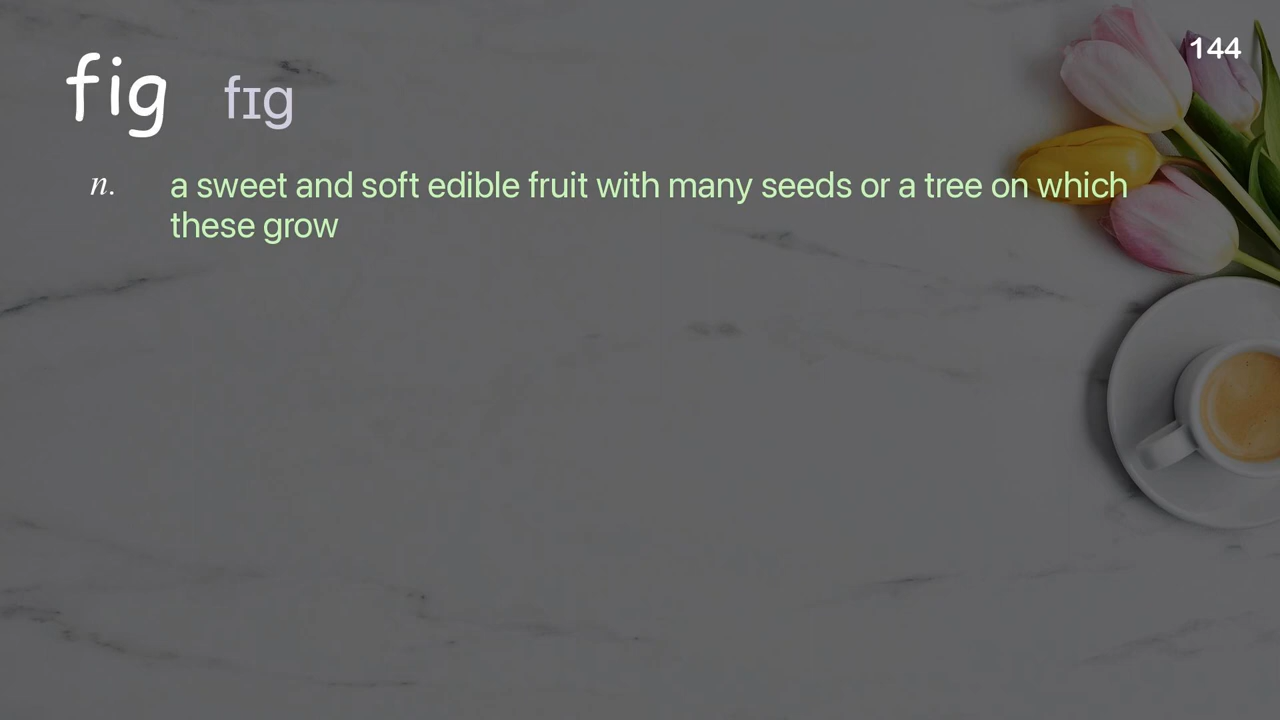 144
fig fɪg
n. a sweet and soft edible fruit with many seeds or a tree on which
these grow